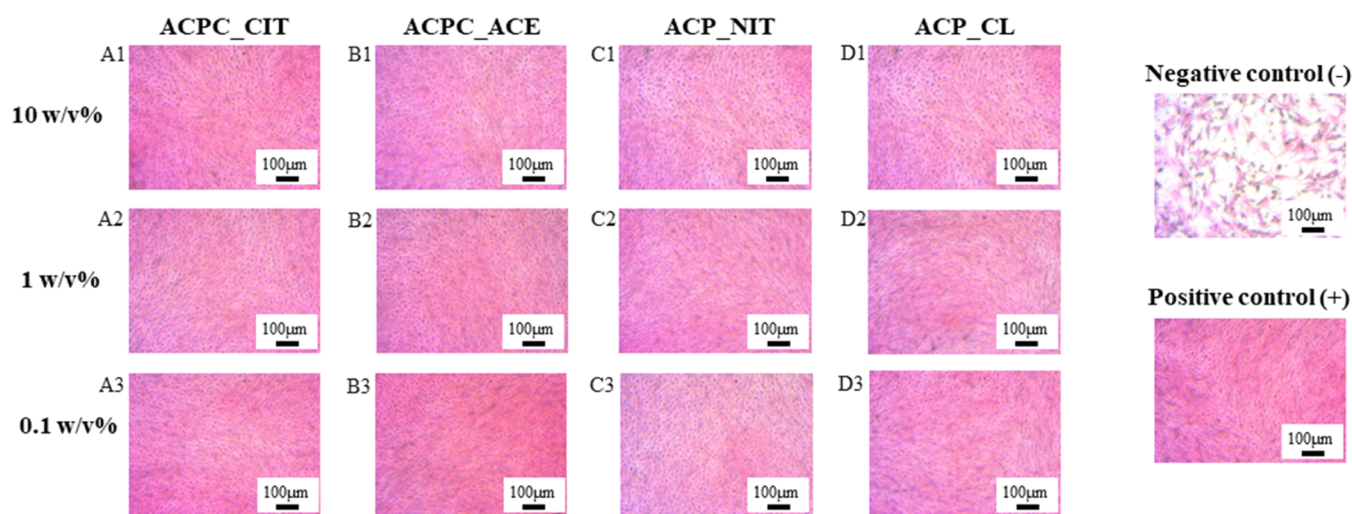 ACPC_CIT ACPC_ACE ACP_NIT ACP_CL
A1 B1 C1 D1
Negative control (-)
10 w/v%
100µm 100µm 100µm 100µm
100µm
A2 B2 C2 D2
1 w/v%
Positive control (+)
100µm 100µm 100µm 100µm
A3 B3 C3 D3
0.1 w/v%
100µm
100µm 100µm 100µm 100µm